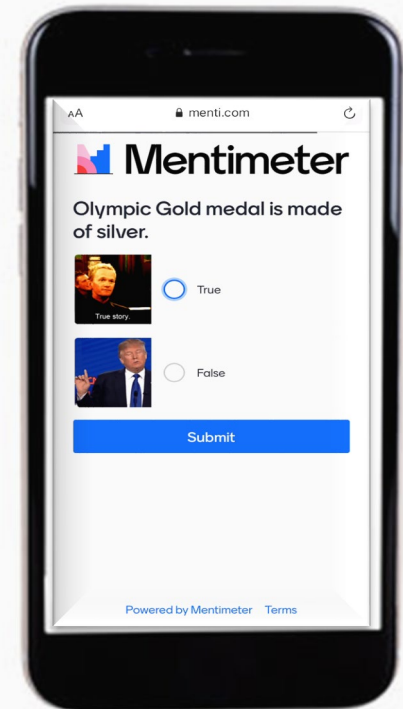 AA menti.com
Mentimeter
Olympic Gold medal is made
of silver.
True story.
True
False
Submit
Powered by Mentimeter Terms